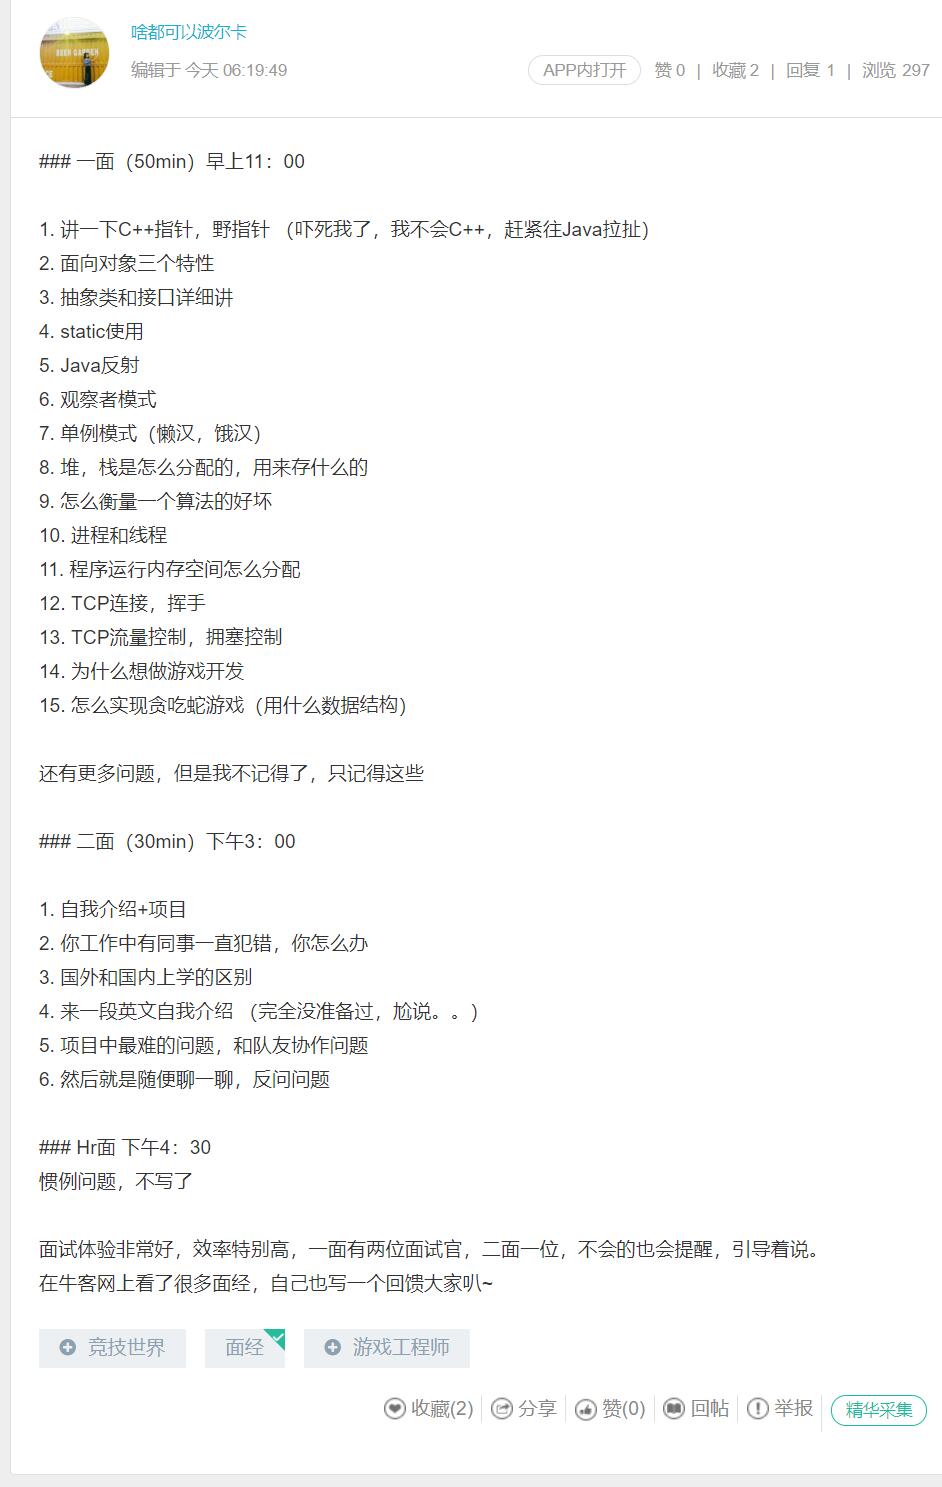 啥都可以波尔卡
编辑于 今天 06:19:49
APP内打开 赞 0 | 收藏 2 | 回复 1 | 浏览 297
### 一面（50min）早上11：00
1. 讲一下C++指针，野指针 （吓死我了，我不会C++，赶紧往Java拉扯）
2. 面向对象三个特性
3. 抽象类和接口详细讲
4. static使用
5. Java反射
6. 观察者模式
7. 单例模式（懒汉，饿汉）
8. 堆，栈是怎么分配的，用来存什么的
9. 怎么衡量一个算法的好坏
10. 进程和线程
11. 程序运行内存空间怎么分配
12. TCP连接，挥手
13. TCP流量控制，拥塞控制
14. 为什么想做游戏开发
15. 怎么实现贪吃蛇游戏（用什么数据结构）
还有更多问题，但是我不记得了，只记得这些
### 二面（30min）下午3：00
1. 自我介绍+项目
2. 你工作中有同事一直犯错，你怎么办
3. 国外和国内上学的区别
4. 来一段英文自我介绍 （完全没准备过，尬说。。）
5. 项目中最难的问题，和队友协作问题
6. 然后就是随便聊一聊，反问问题
### Hr面 下午4：30
惯例问题，不写了
面试体验非常好，效率特别高，一面有两位面试官，二面一位，不会的也会提醒，引导着说。
在牛客网上看了很多面经，自己也写一个回馈大家叭~
竞技世界 面经 游戏工程师
收藏(2) 分享 赞(0) 回帖 举报 精华采集